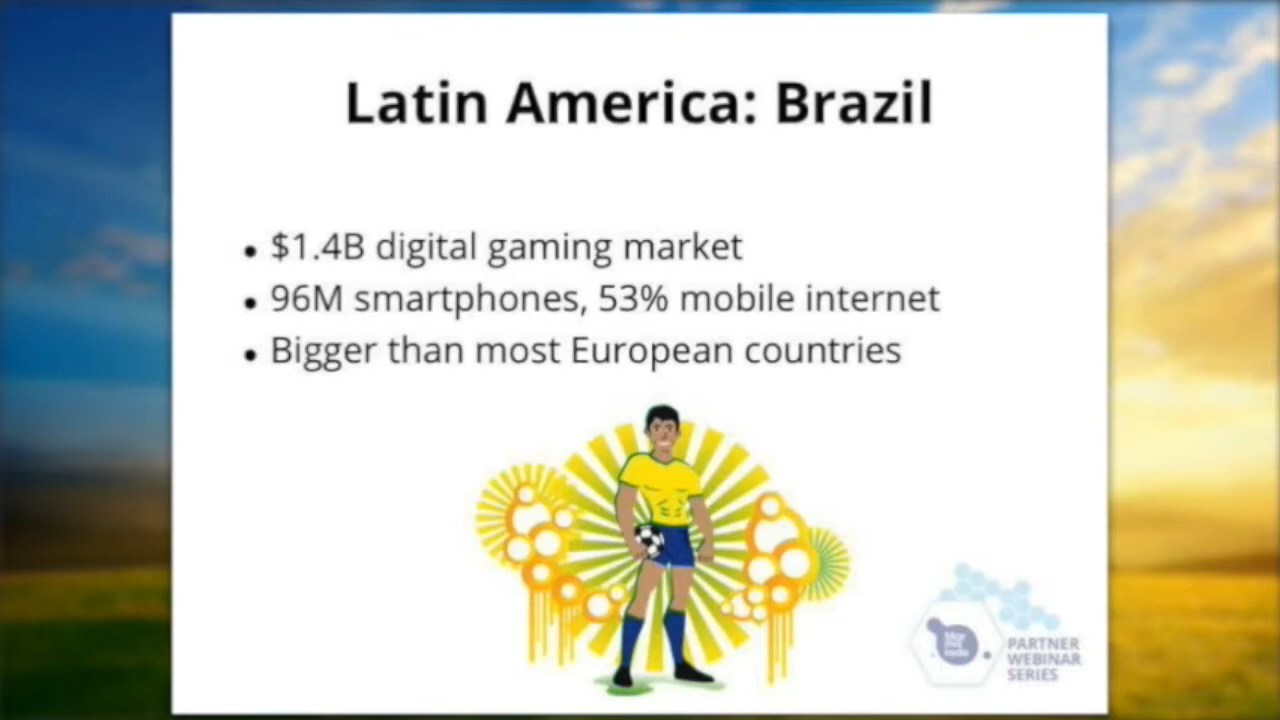 Latin America: Brazil
• $1.4B digital gaming market
• 96M smartphones, 53% mobile internet
• Bigger than most European countries
PARTNER
WEBINAR
SERIES